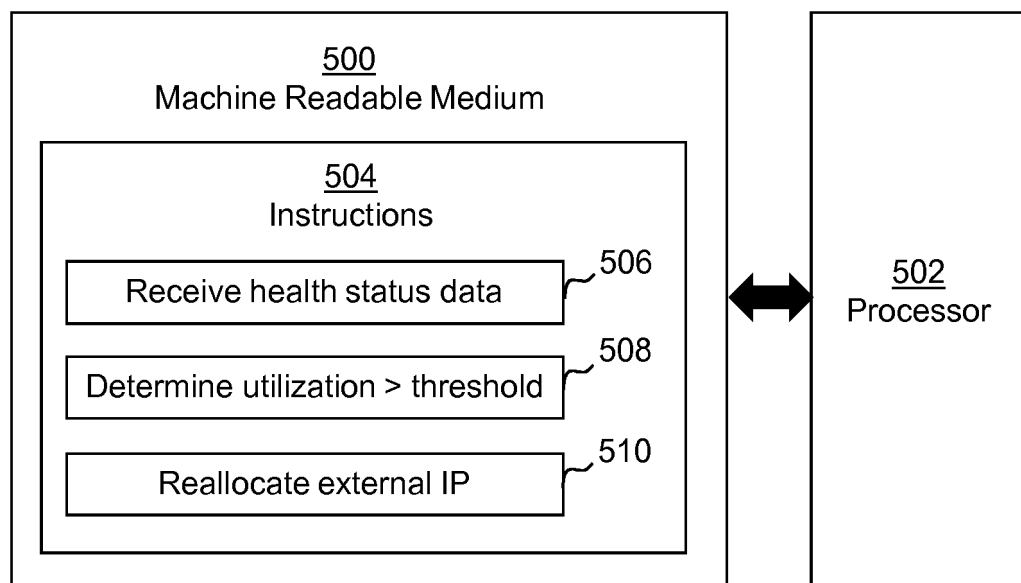 500
Machine Readable Medium
504
Instructions
506
Receive health status data
508
Determine utilization > threshold
510
Reallocate external IP
502
Processor